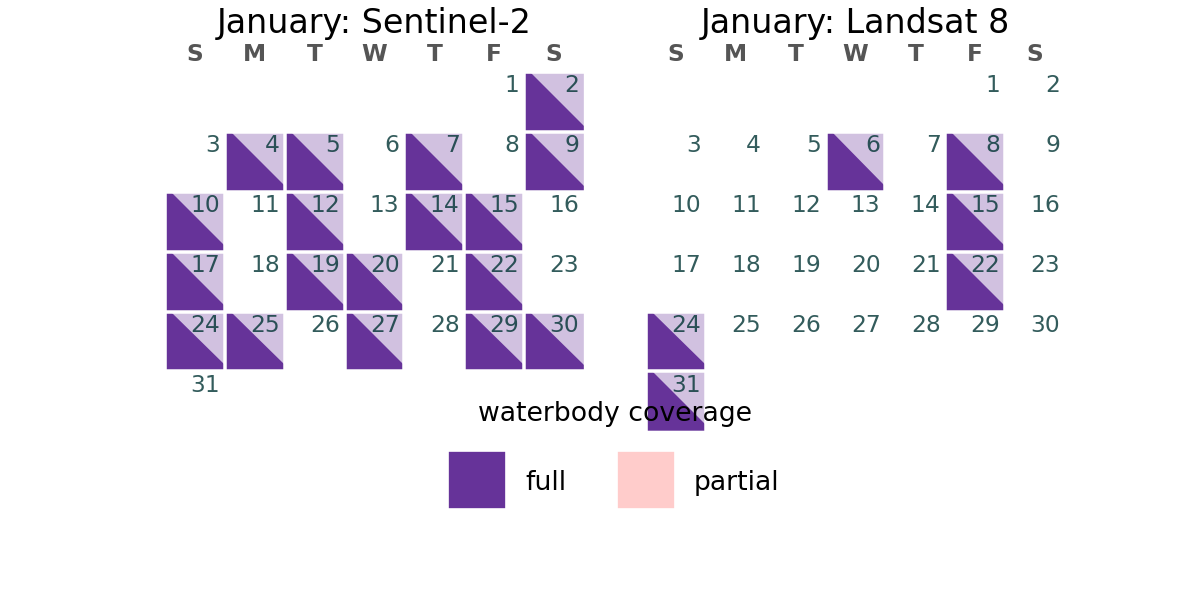 January: Sentinel-2
S M T W T F S
1 2
3 4 5 6 7 8 9
10 11 12 13 14 15 16
17 18 19 20 21 22 23
24 25 26 27 28 29 30
31
January: Landsat 8
S M T W T F S
1 2
3 4 5 6 7 8 9
10 11 12 13 14 15 16
17 18 19 20 21 22 23
24 25 26 27 28 29 30
31
waterbody coverage
full partial